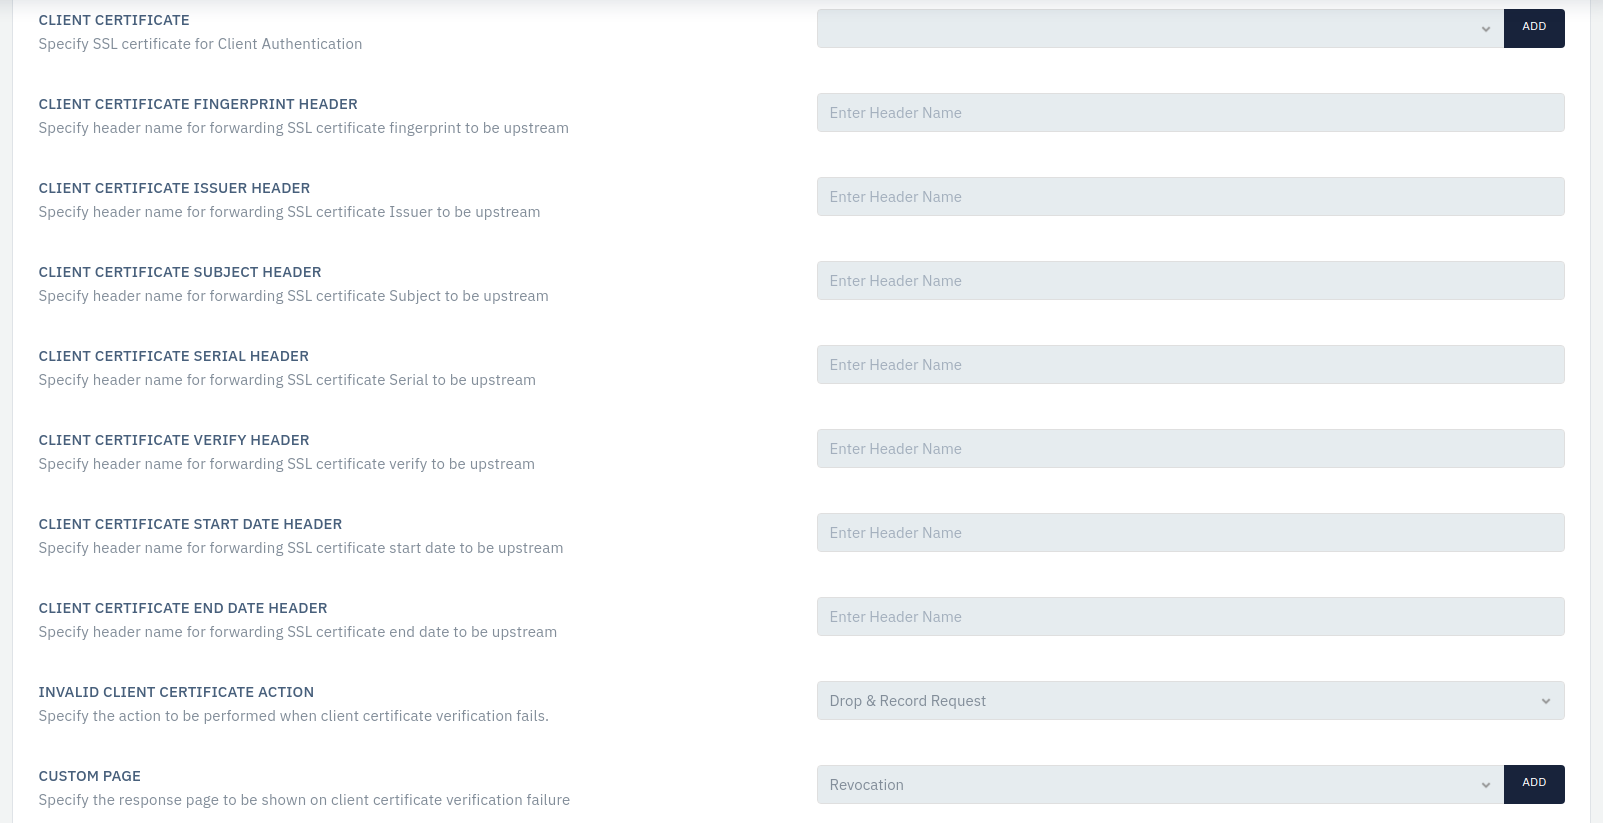 CLIENT CERTIFICATE
Specify SSL certificate for Client Authentication
ADD
CLIENT CERTIFICATE FINGERPRINT HEADER
Specify header name for forwarding SSL certificate fingerprint to be upstream
Enter Header Name
CLIENT CERTIFICATE ISSUER HEADER
Specify header name for forwarding SSL certificate Issuer to be upstream
Enter Header Name
CLIENT CERTIFICATE SUBJECT HEADER
Specify header name for forwarding SSL certificate Subject to be upstream
Enter Header Name
CLIENT CERTIFICATE SERIAL HEADER
Specify header name for forwarding SSL certificate Serial to be upstream
Enter Header Name
CLIENT CERTIFICATE VERIFY HEADER
Specify header name for forwarding SSL certificate verify to be upstream
Enter Header Name
CLIENT CERTIFICATE START DATE HEADER
Specify header name for forwarding SSL certificate start date to be upstream
Enter Header Name
CLIENT CERTIFICATE END DATE HEADER
Specify header name for forwarding SSL certificate end date to be upstream
Enter Header Name
INVALID CLIENT CERTIFICATE ACTION
Specify the action to be performed when client certificate verification fails.
Drop & Record Request
CUSTOM PAGE
Specify the response page to be shown on client certificate verification failure
Revocation
ADD